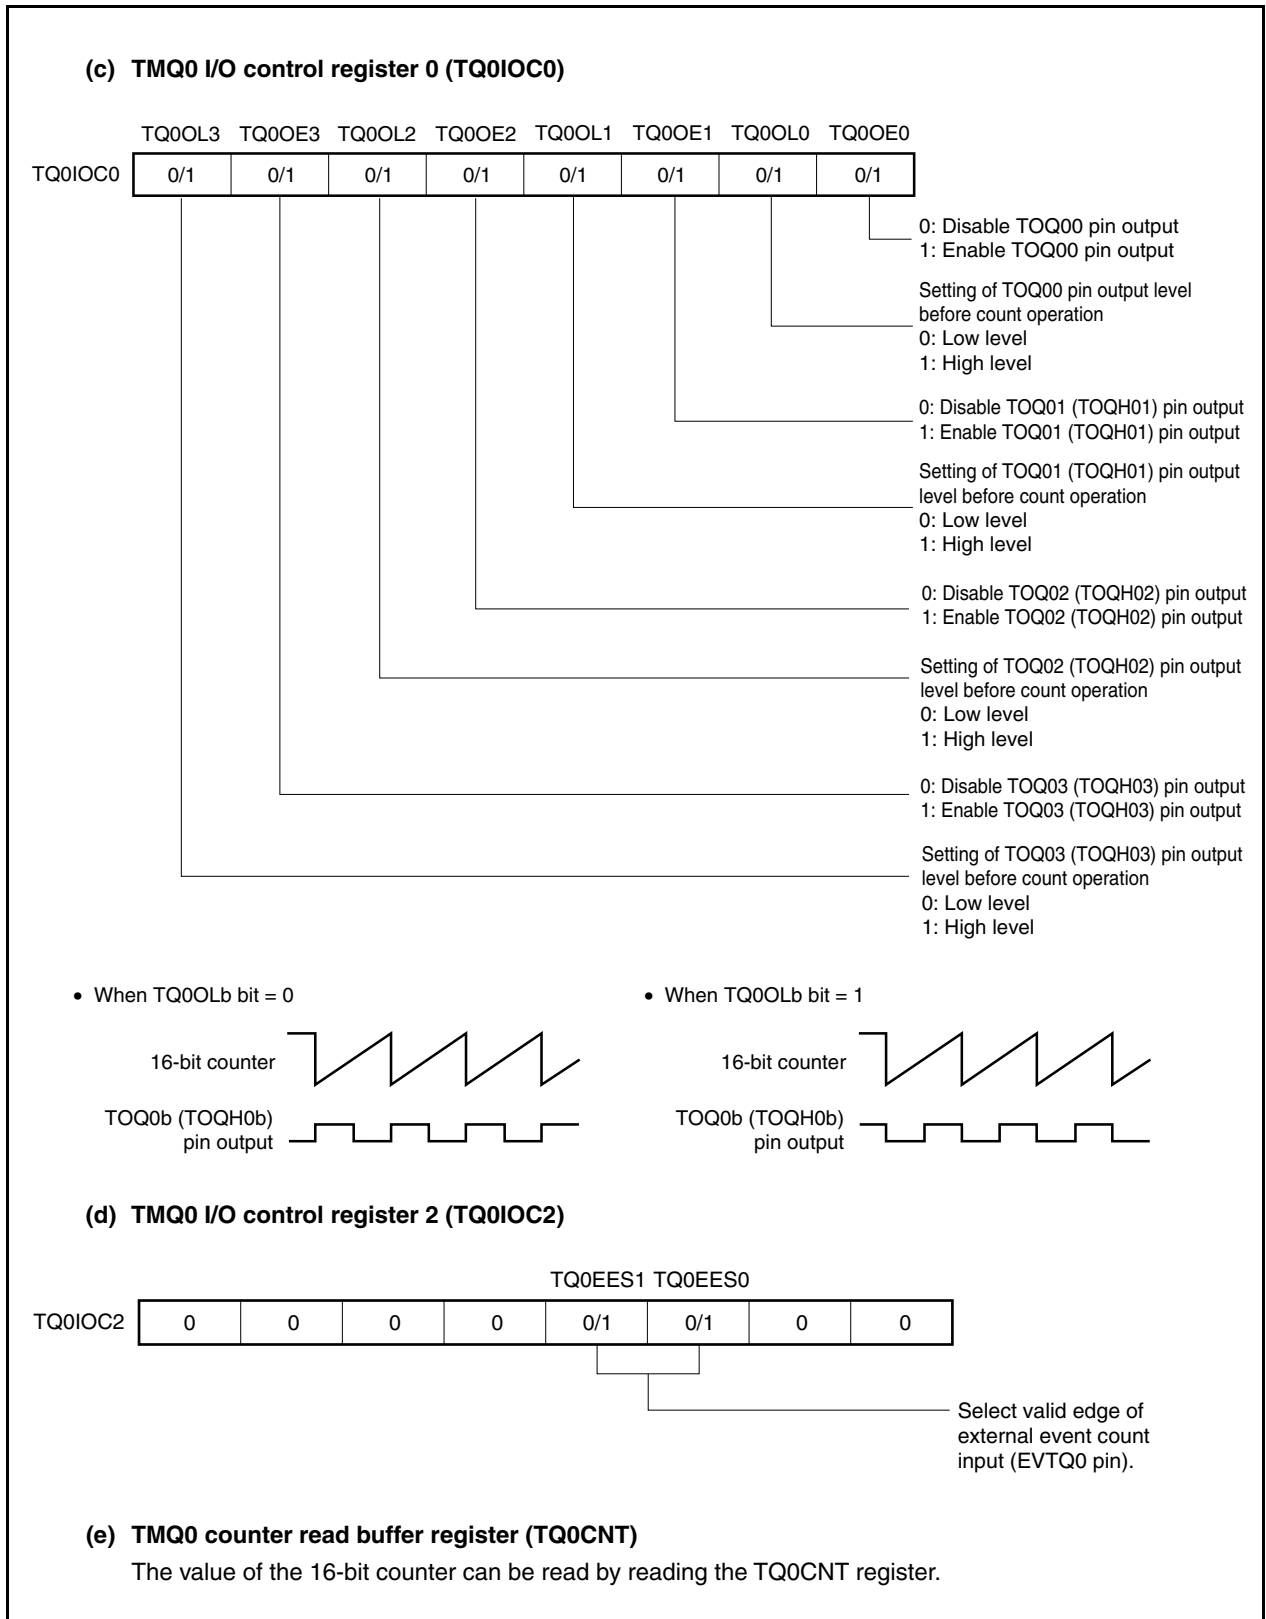 (c) TMQ0 I/O control register 0 (TQ0IOC0)
TQ0OL3 TQ0OE3 TQ0OL2 TQ0OE2 TQ0OL1 TQ0OE1 TQ0OL0 TQ0OE0
TQ0IOC0 0/1 0/1 0/1 0/1 0/1 0/1 0/1 0/1
0: Disable TOQ00 pin output
1: Enable TOQ00 pin output
Setting of TOQ00 pin output level
before count operation
0: Low level
1: High level
0: Disable TOQ01 (TOQH01) pin output
1: Enable TOQ01 (TOQH01) pin output
Setting of TOQ01 (TOQH01) pin output
level before count operation
0: Low level
1: High level
0: Disable TOQ02 (TOQH02) pin output
1: Enable TOQ02 (TOQH02) pin output
Setting of TOQ02 (TOQH02) pin output
level before count operation
0: Low level
1: High level
0: Disable TOQ03 (TOQH03) pin output
1: Enable TOQ03 (TOQH03) pin output
Setting of TOQ03 (TOQH03) pin output
level before count operation
0: Low level
1: High level
• When TQ0OLb bit = 0
16-bit counter
TOQ0b (TOQH0b)
pin output
• When TQ0OLb bit = 1
16-bit counter
TOQ0b (TOQH0b)
pin output
(d) TMQ0 I/O control register 2 (TQ0IOC2)
TQ0EES1 TQ0EES0
TQ0IOC2 0 0 0 0 0/1 0/1 0 0
Select valid edge of
external event count
input (EVTQ0 pin).
(e) TMQ0 counter read buffer register (TQ0CNT)
The value of the 16-bit counter can be read by reading the TQ0CNT register.